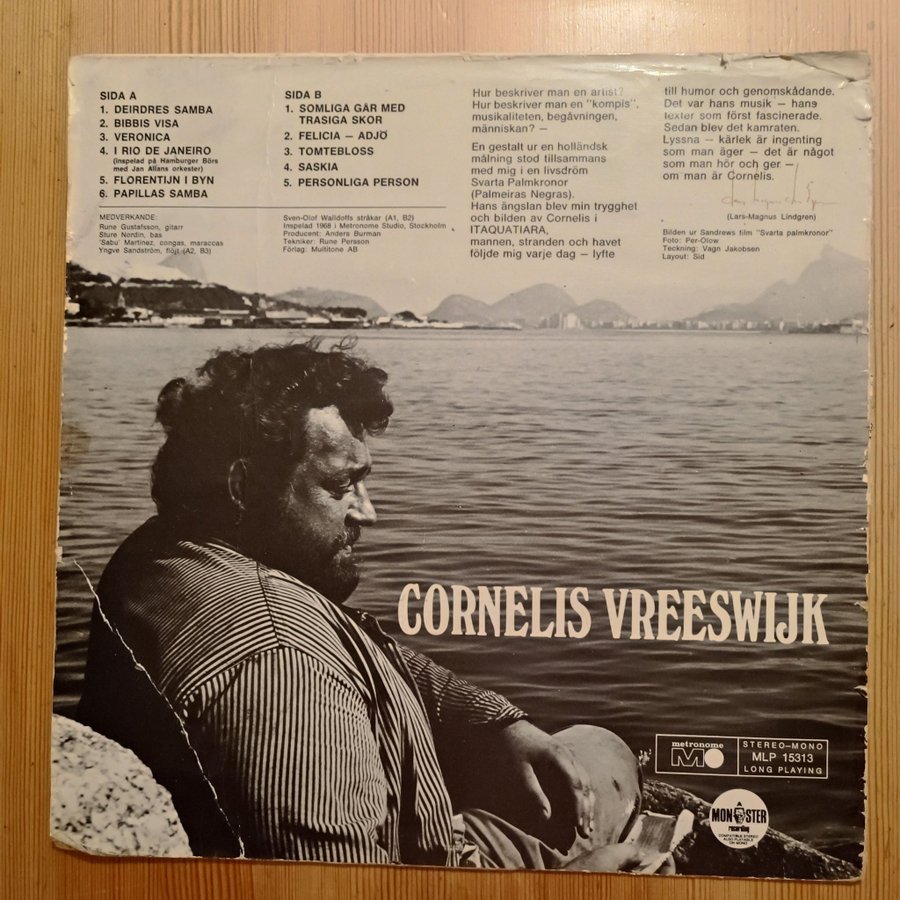 SIDA A
1. DEIRDRES SAMBA
2. BIBBIS VISA
3. VERONICA
4. I RIO DE JANEIRO
(inspelad på Hamburger Börs
med Jan Allans orkester)
5. FLORENTIJN I BYN
6. PAPILLAS SAMBA
SIDA B
1. SOMLIGA GÅR MED
TRASIGA SKOR
2. FELICIA – ADJÖ
3. TOMTEBLOSS
4. SASKIA
5. PERSONLIGA PERSON
MEDVERKANDE:
Rune Gustafsson, gitarr
Sture Nordin, bas
'Sabu' Martinez, congas, maraccas
Yngve Sandström, flöjt (A2, B3)
Sven-Olof Walldoffs stråkar (A1, B2)
Inspelad 1968 i Metronome Studio, Stockholm
Producent: Anders Burman
Tekniker: Rune Persson
Förlag: Multitone AB
Hur beskriver man en artist?
Hur beskriver man en "kompis",
musikaliteten, begåvningen,
människan? –
En gestalt ur en holländsk
målning stod tillsammans
med mig i en livsdröm
Svarta Palmkronor
(Palmeiras Negras).
Hans ängslan blev min trygghet
och bilden av Cornelis i
ITAQUATIARA,
mannen, stranden och havet
följde mig varje dag – lyfte
till humor och genomskådande.
Det var hans musik – hans
texter som först fascinerade.
Sedan blev det kamraten.
Lyssna – kärlek är ingenting
som man äger – det är något
som man hör och ger –
om man är Cornelis.
(Lars-Magnus Lindgren)
Bilden ur Sandrews film "Svarta palmkronor"
Foto: Per-Olow
Teckning: Vagn Jakobsen
Layout: Sid
CORNELIS VREESWIJK
metronome
STEREO–MONO
MLP 15313
LONG PLAYING
A
MONSTER
recording
COMPATIBLE STEREO
ALSO PLAYABLE
ON MONO